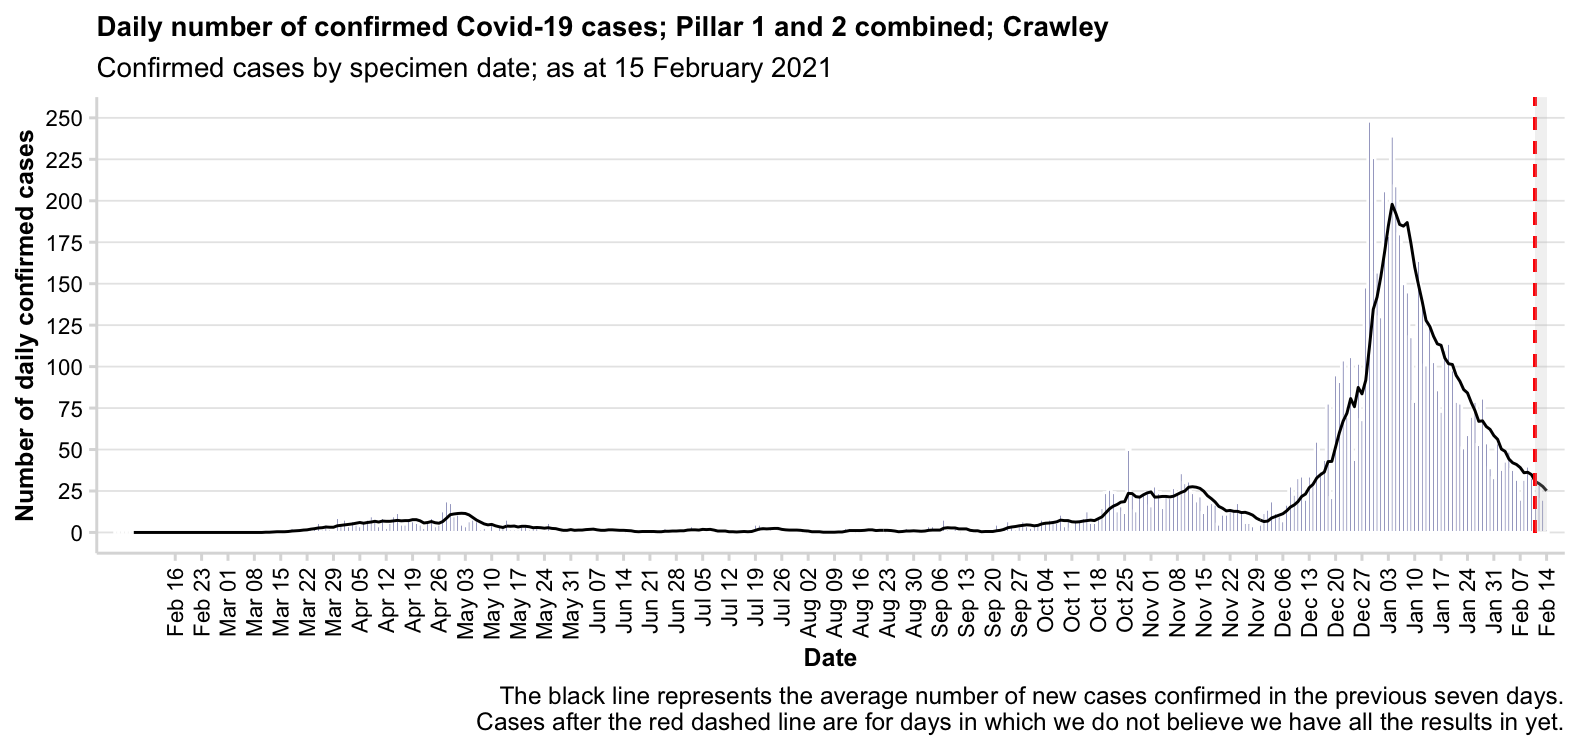 Daily number of confirmed Covid-19 cases; Pillar 1 and 2 combined; Crawley
Confirmed cases by specimen date; as at 15 February 2021
Number of daily confirmed cases
250
225
200
175
150
125
100
75
50
25
0
Feb 16
Feb 23
Mar 01
Mar 08
Mar 15
Mar 22
Mar 29
Apr 05
Apr 12
Apr 19
Apr 26
May 03
May 10
May 17
May 24
May 31
Jun 07
Jun 14
Jun 21
Jun 28
Jul 05
Jul 12
Jul 19
Jul 26
Aug 02
Aug 09
Aug 16
Aug 23
Aug 30
Sep 06
Sep 13
Sep 20
Sep 27
Oct 04
Oct 11
Oct 18
Oct 25
Nov 01
Nov 08
Nov 15
Nov 22
Nov 29
Dec 06
Dec 13
Dec 20
Dec 27
Jan 03
Jan 10
Jan 17
Jan 24
Jan 31
Feb 07
Feb 14
Date
The black line represents the average number of new cases confirmed in the previous seven days.
Cases after the red dashed line are for days in which we do not believe we have all the results in yet.